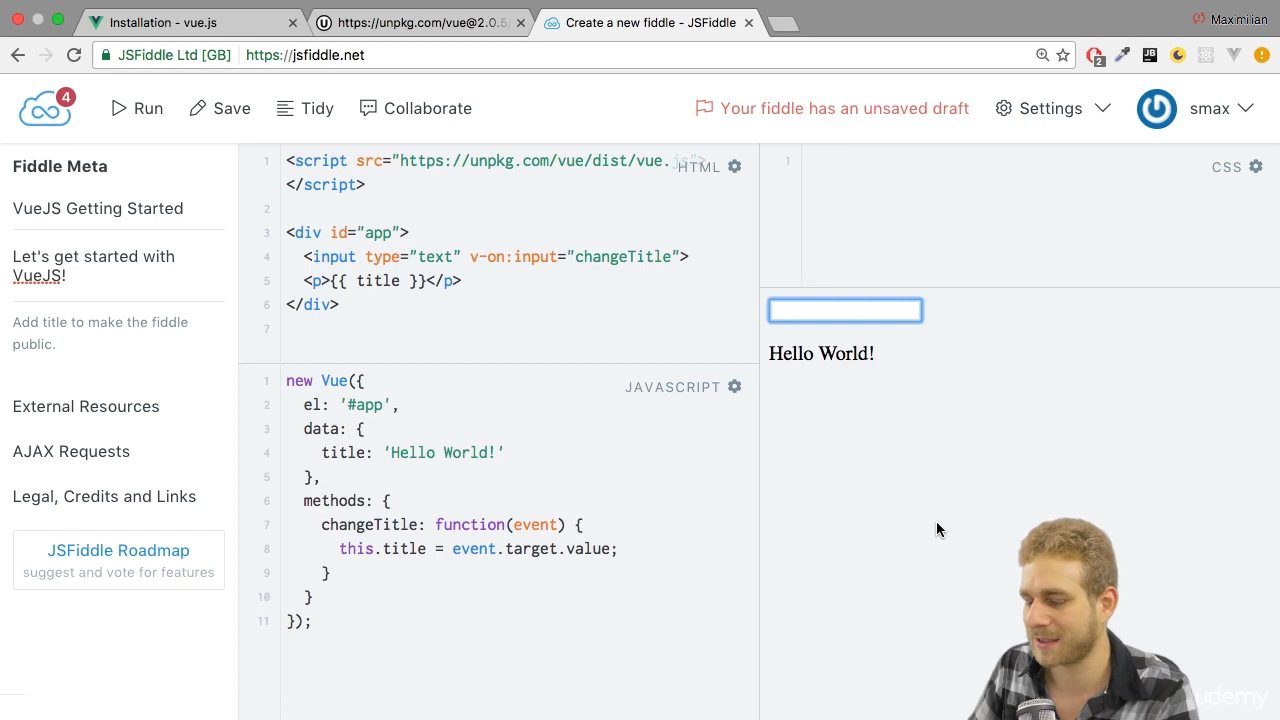 Installation - vue.js
https://unpkg.com/vue@2.0.5/
Create a new fiddle - JSFiddle
Maximilian
JSFiddle Ltd [GB]
https://jsfiddle.net
JB
2
4
Run
Save
Tidy
Collaborate
Your fiddle has an unsaved draft
Settings
smax
Fiddle Meta
VueJS Getting Started
Let's get started with
VueJS!
Add title to make the fiddle
public.
External Resources
AJAX Requests
Legal, Credits and Links
JSFiddle Roadmap
suggest and vote for features
HTML
1 <script src="https://unpkg.com/vue/dist/vue.js">
</script>
2
3 <div id="app">
4 <input type="text" v-on:input="changeTitle">
5 <p>{{ title }}</p>
6 </div>
7
JAVASCRIPT
1 new Vue({
2 el: '#app',
3 data: {
4 title: 'Hello World!'
5 },
6 methods: {
7 changeTitle: function(event) {
8 this.title = event.target.value;
9 }
10 }
11 });
1
CSS
Hello World!
udemy